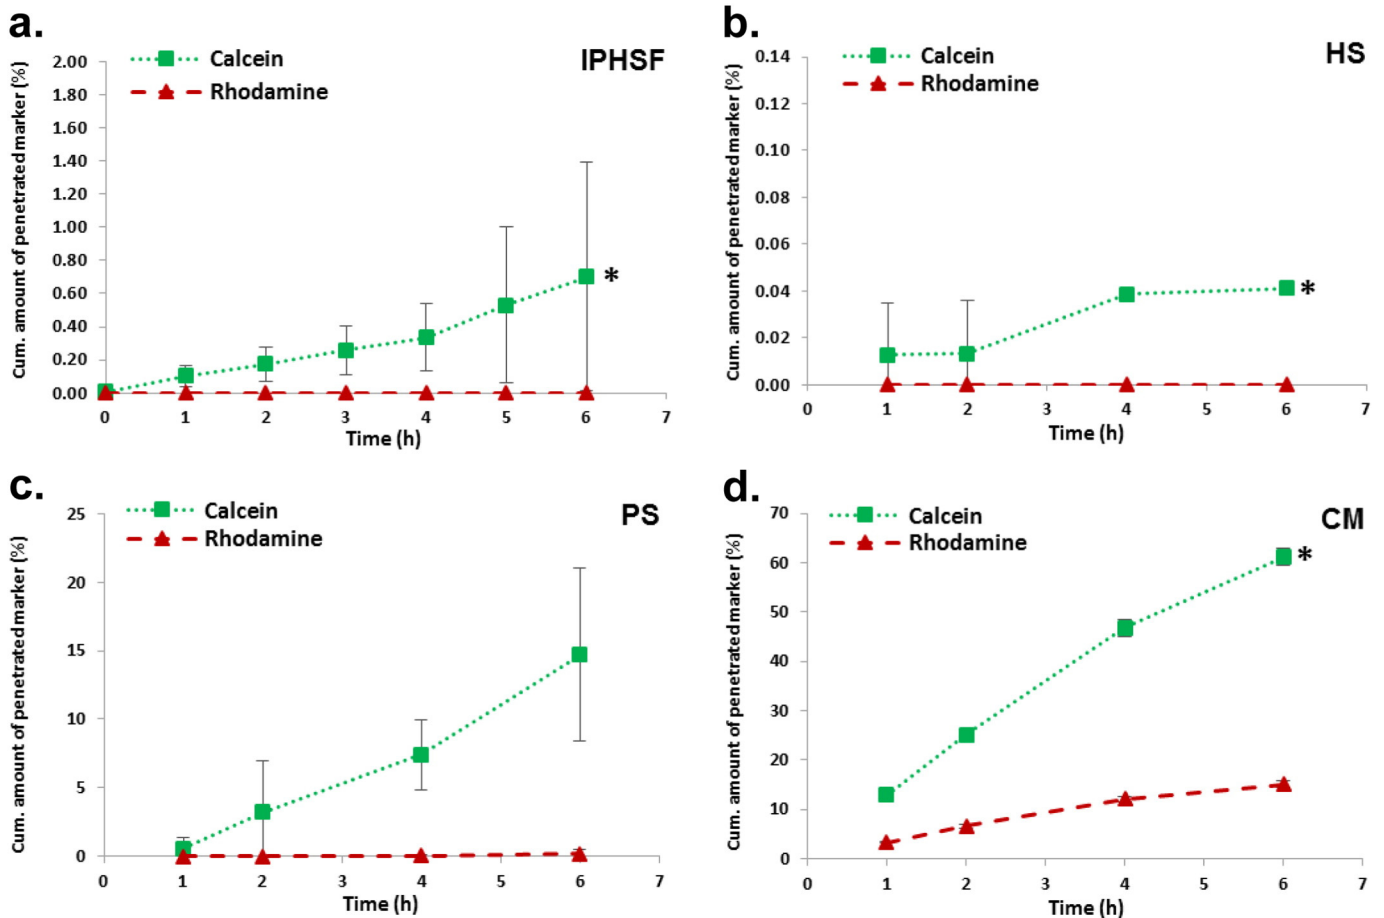 a.
IPHSF
Calcein
Rhodamine
Cum. amount of penetrated marker (%)
2.00
1.80
1.60
1.40
1.20
1.00
0.80
0.60
0.40
0.20
0.00
*
0 1 2 3 4 5 6 7
Time (h)
b.
HS
Calcein
Rhodamine
Cum. amount of penetrated marker (%)
0.14
0.12
0.10
0.08
0.06
0.04
0.02
0.00
*
0 1 2 3 4 5 6 7
Time (h)
c.
PS
Calcein
Rhodamine
Cum. amount of penetrated marker (%)
25
20
15
10
5
0
0 1 2 3 4 5 6 7
Time (h)
d.
CM
Calcein
Rhodamine
Cum. amount of penetrated marker (%)
70
60
50
40
30
20
10
0
*
0 1 2 3 4 5 6 7
Time (h)